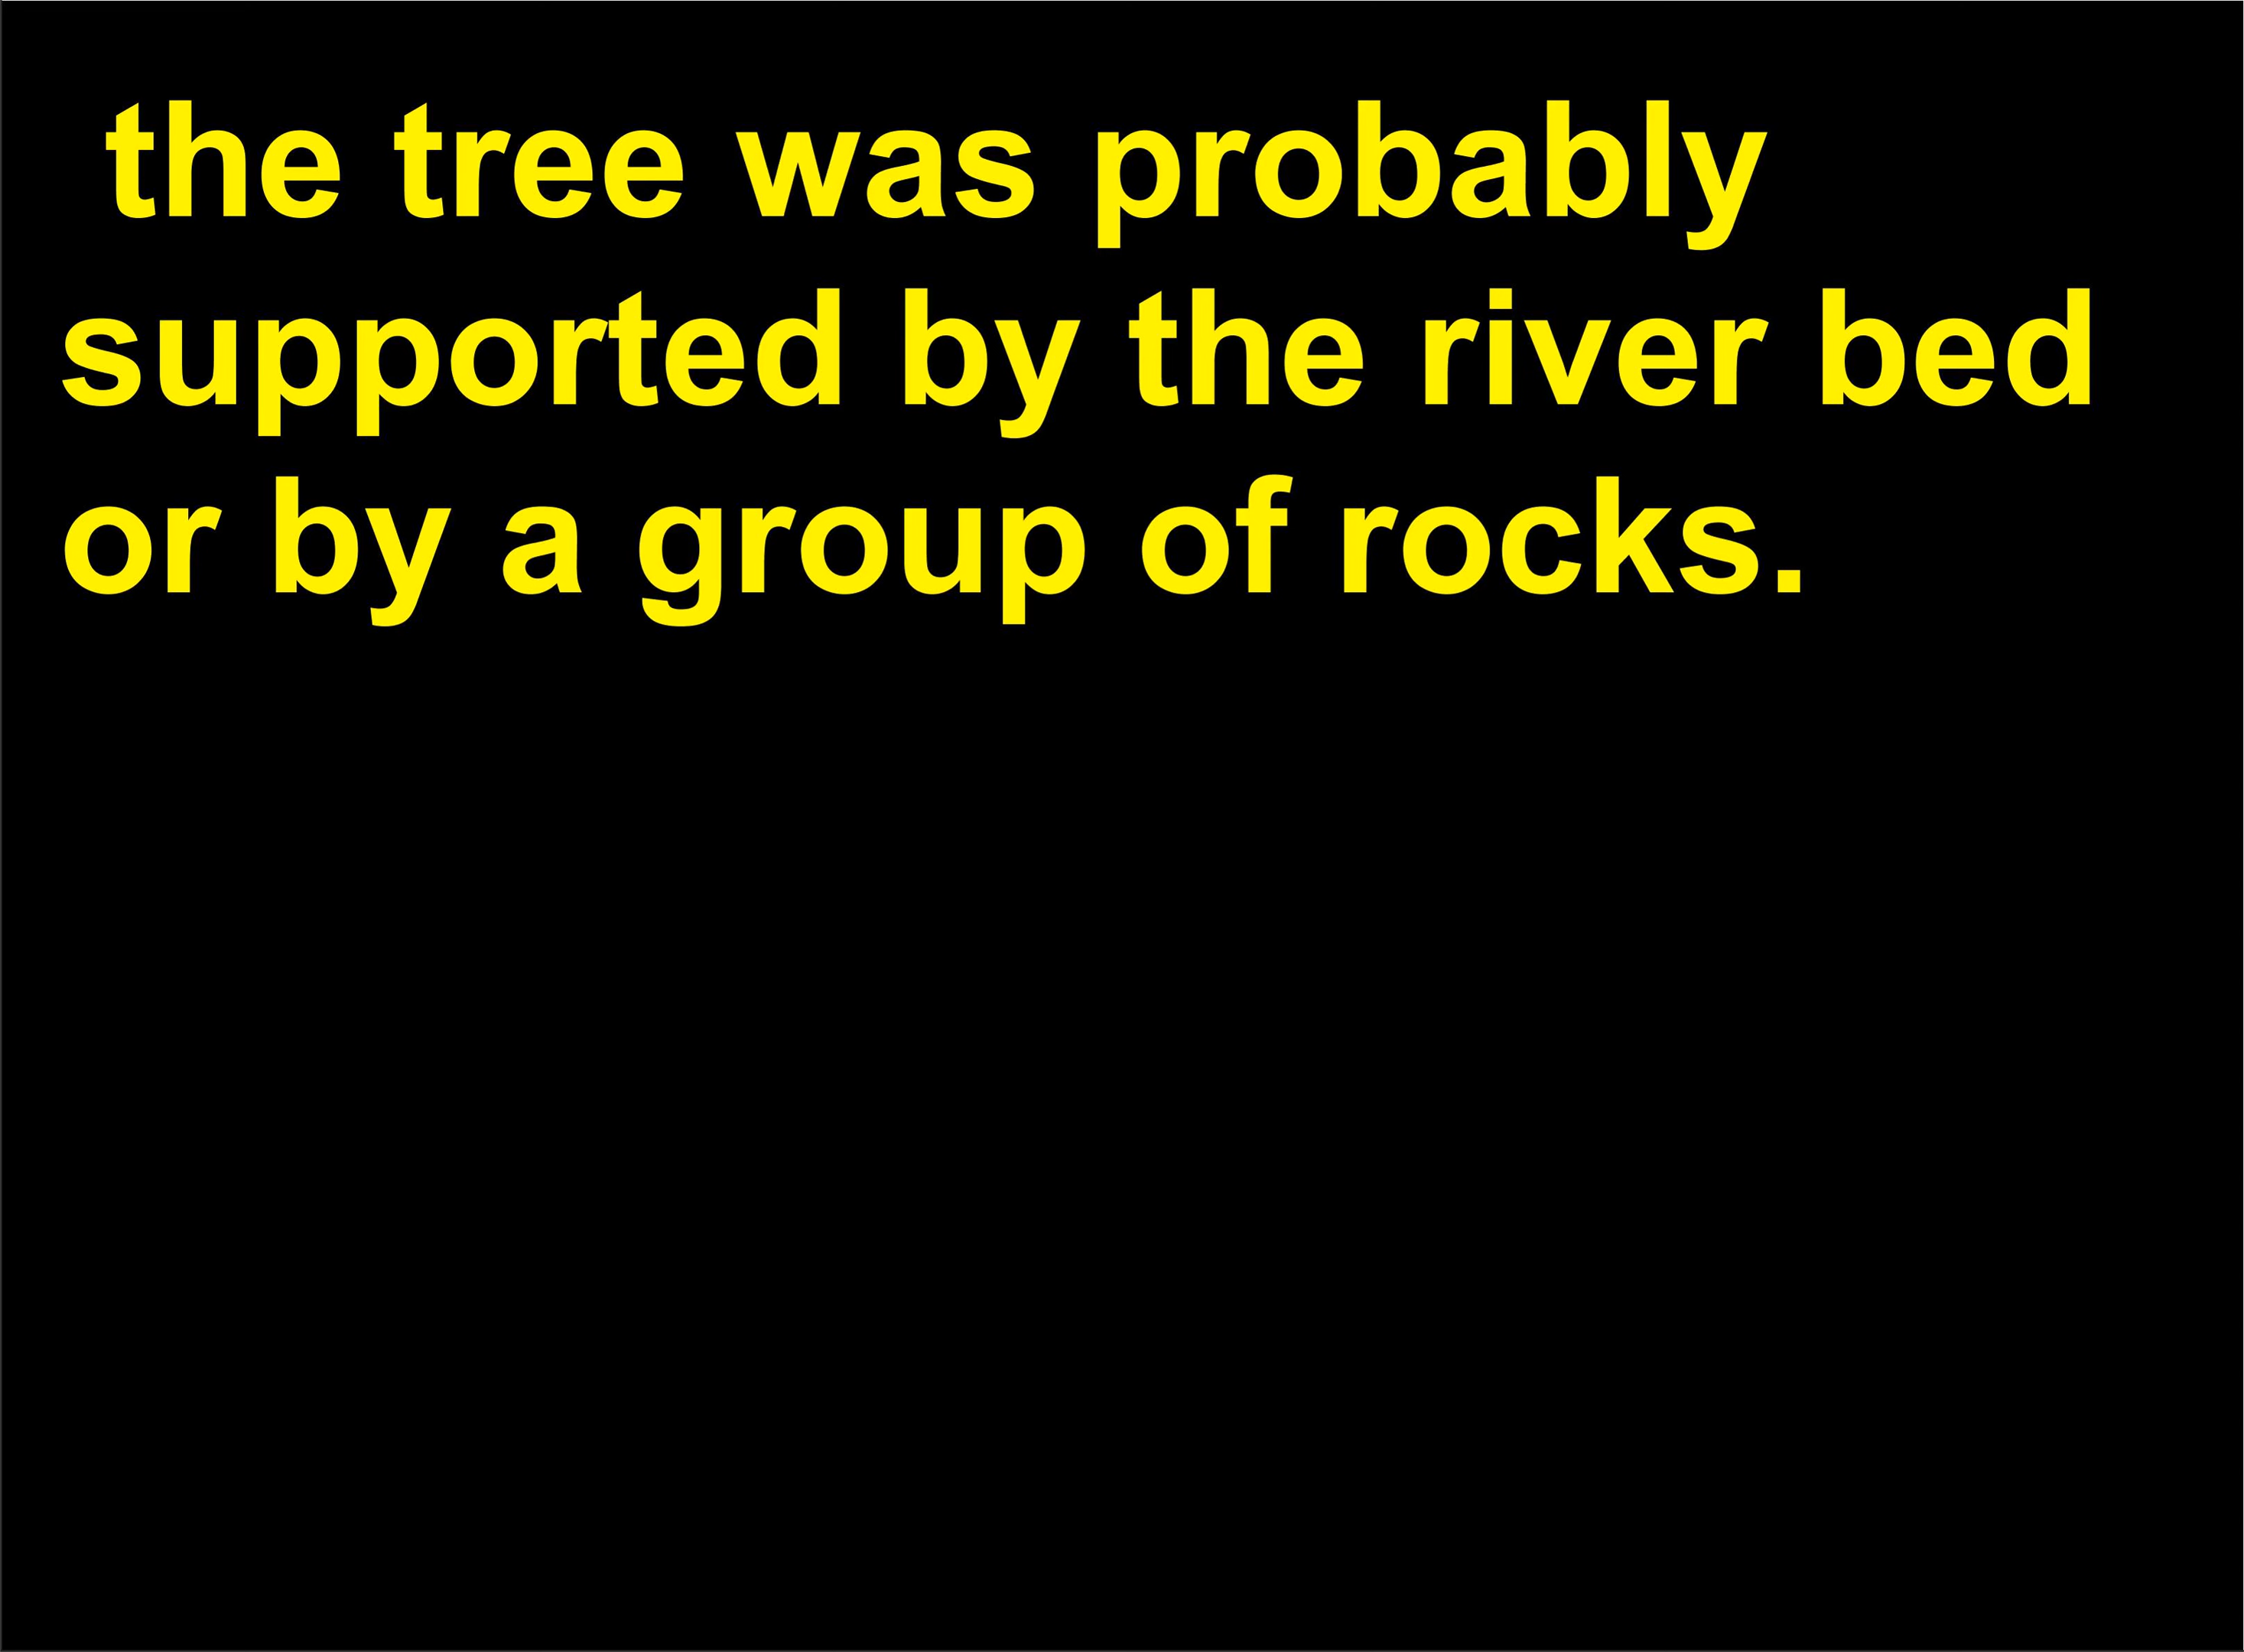 the tree was probably
supported by the river bed
or by a group of rocks.